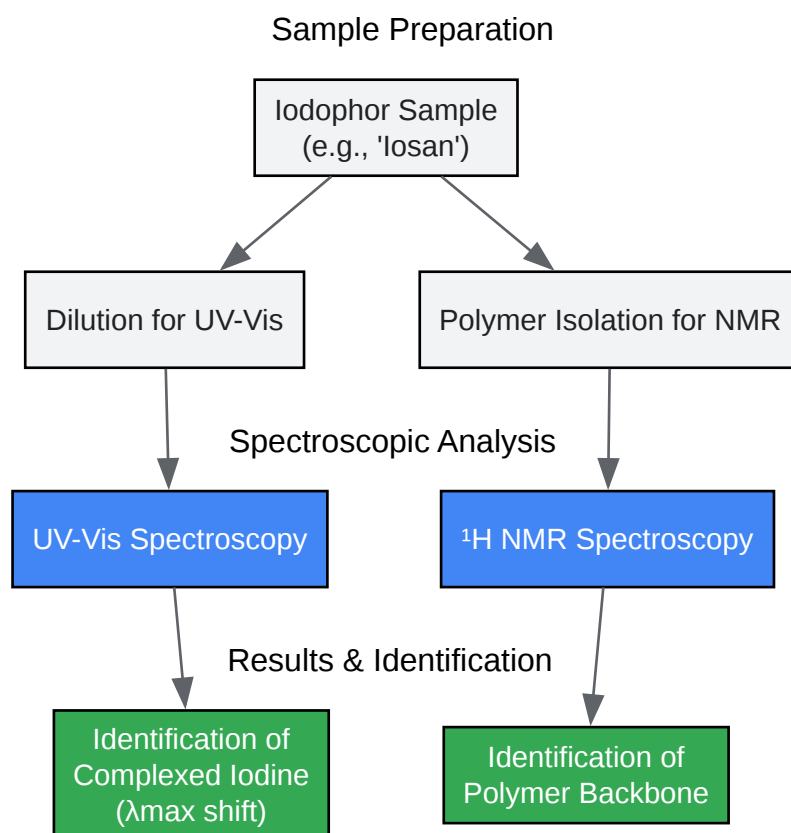 Sample Preparation
Iodophor Sample
(e.g., 'Iosan')
Dilution for UV-Vis
Polymer Isolation for NMR
Spectroscopic Analysis
UV-Vis Spectroscopy
¹H NMR Spectroscopy
Results & Identification
Identification of
Complexed Iodine
(λmax shift)
Identification of
Polymer Backbone